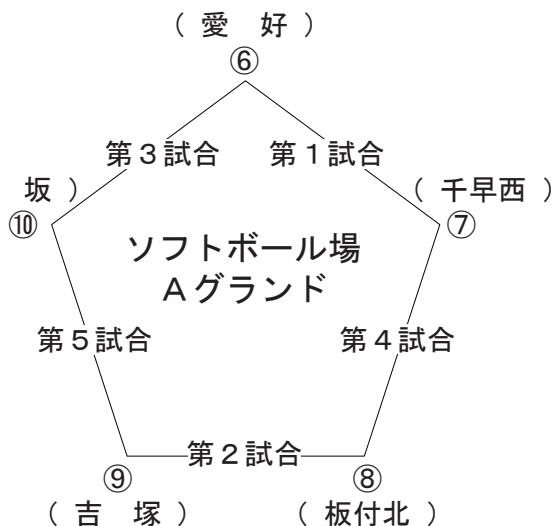 ( 愛　好 )
⑥
第３試合
第１試合
坂 )
( 千早西 )
⑩
⑦
ソフトボール場
Ａグランド
第５試合
第４試合
第２試合
⑨
⑧
( 吉　塚 )
( 板付北 )